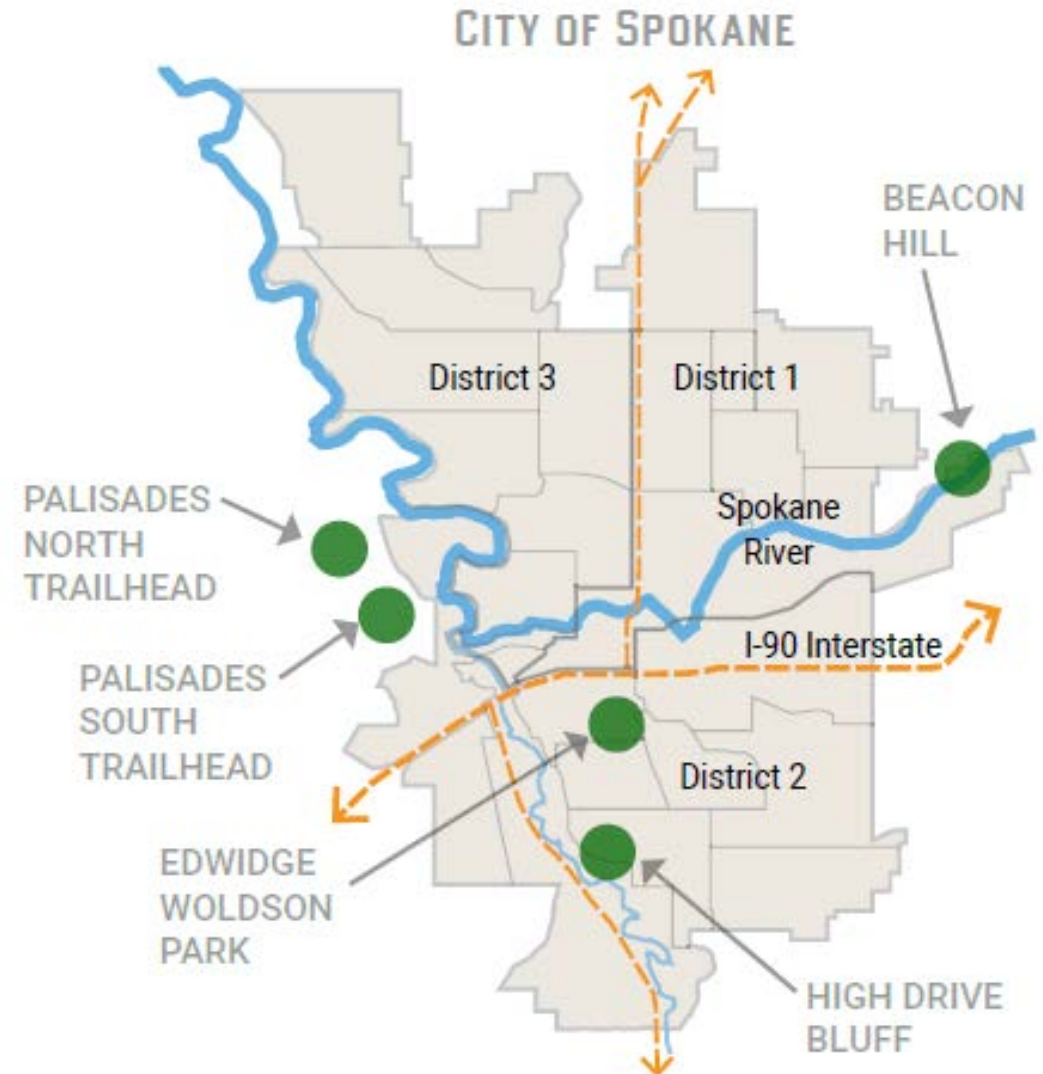 CITY OF SPOKANE
BEACON
HILL
District 3
District 1
PALISADES
NORTH
TRAILHEAD
Spokane
River
I-90 Interstate
PALISADES
SOUTH
TRAILHEAD
District 2
EDWIDGE
WOLDSON
PARK
HIGH DRIVE
BLUFF